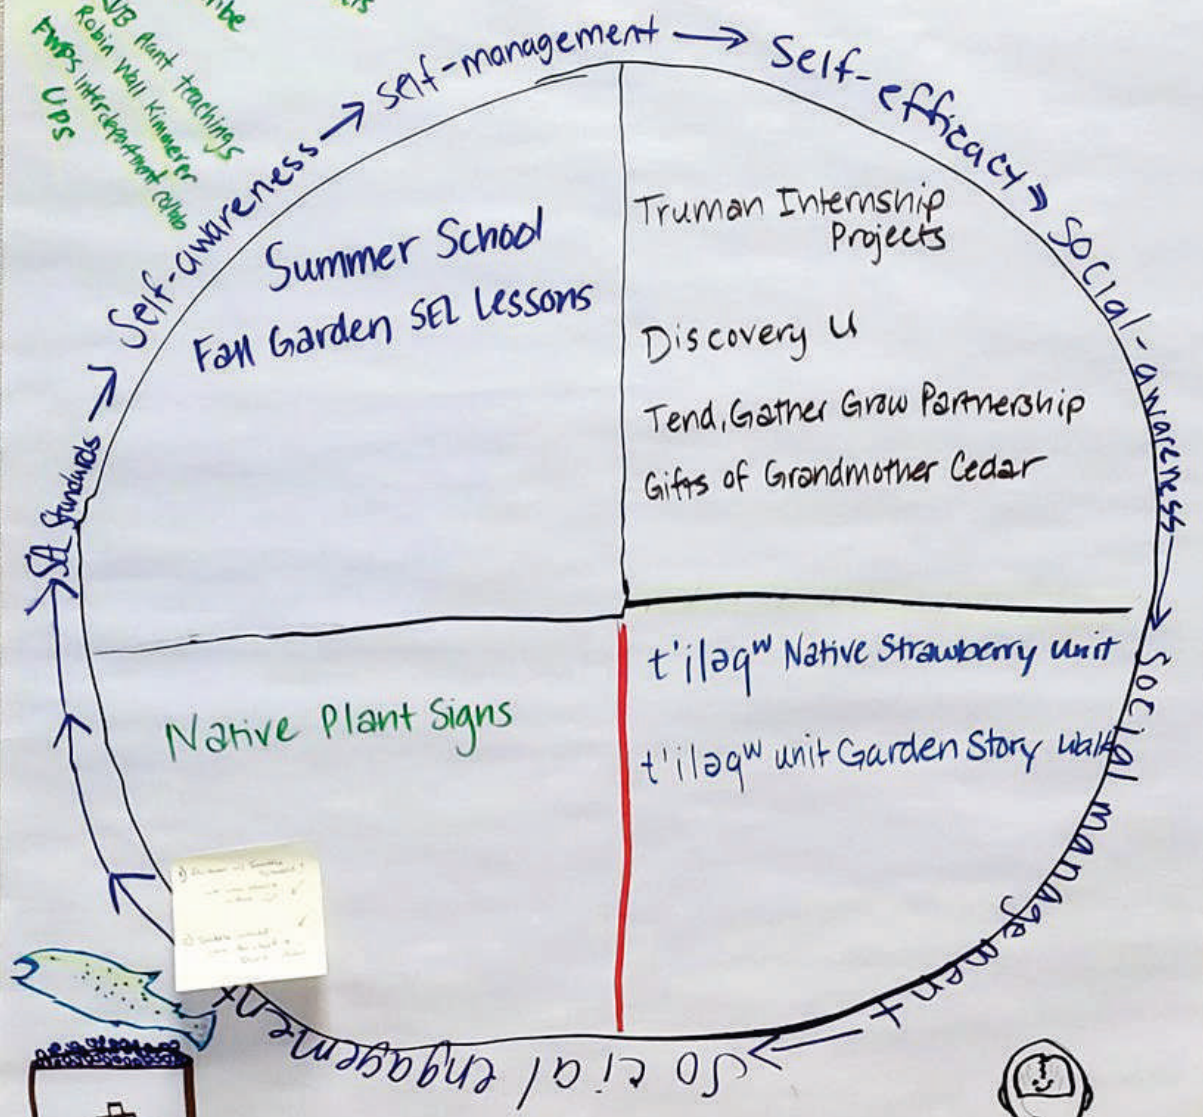 UB Plant teachings
Robin Wall Kimmerer
FWPS Interdepartment collab
UPS
SEL Standards → Self-awareness → Self-management → Self-efficacy → Social-awareness → Social management → Social engagement
Summer School
Fall Garden SEL Lessons
Truman Internship
Projects
Discovery U
Tend, Gather Grow Partnership
Gifts of Grandmother Cedar
Native Plant Signs
t'iləqʷ Native Strawberry unit
t'iləqʷ unit Garden Story Walk